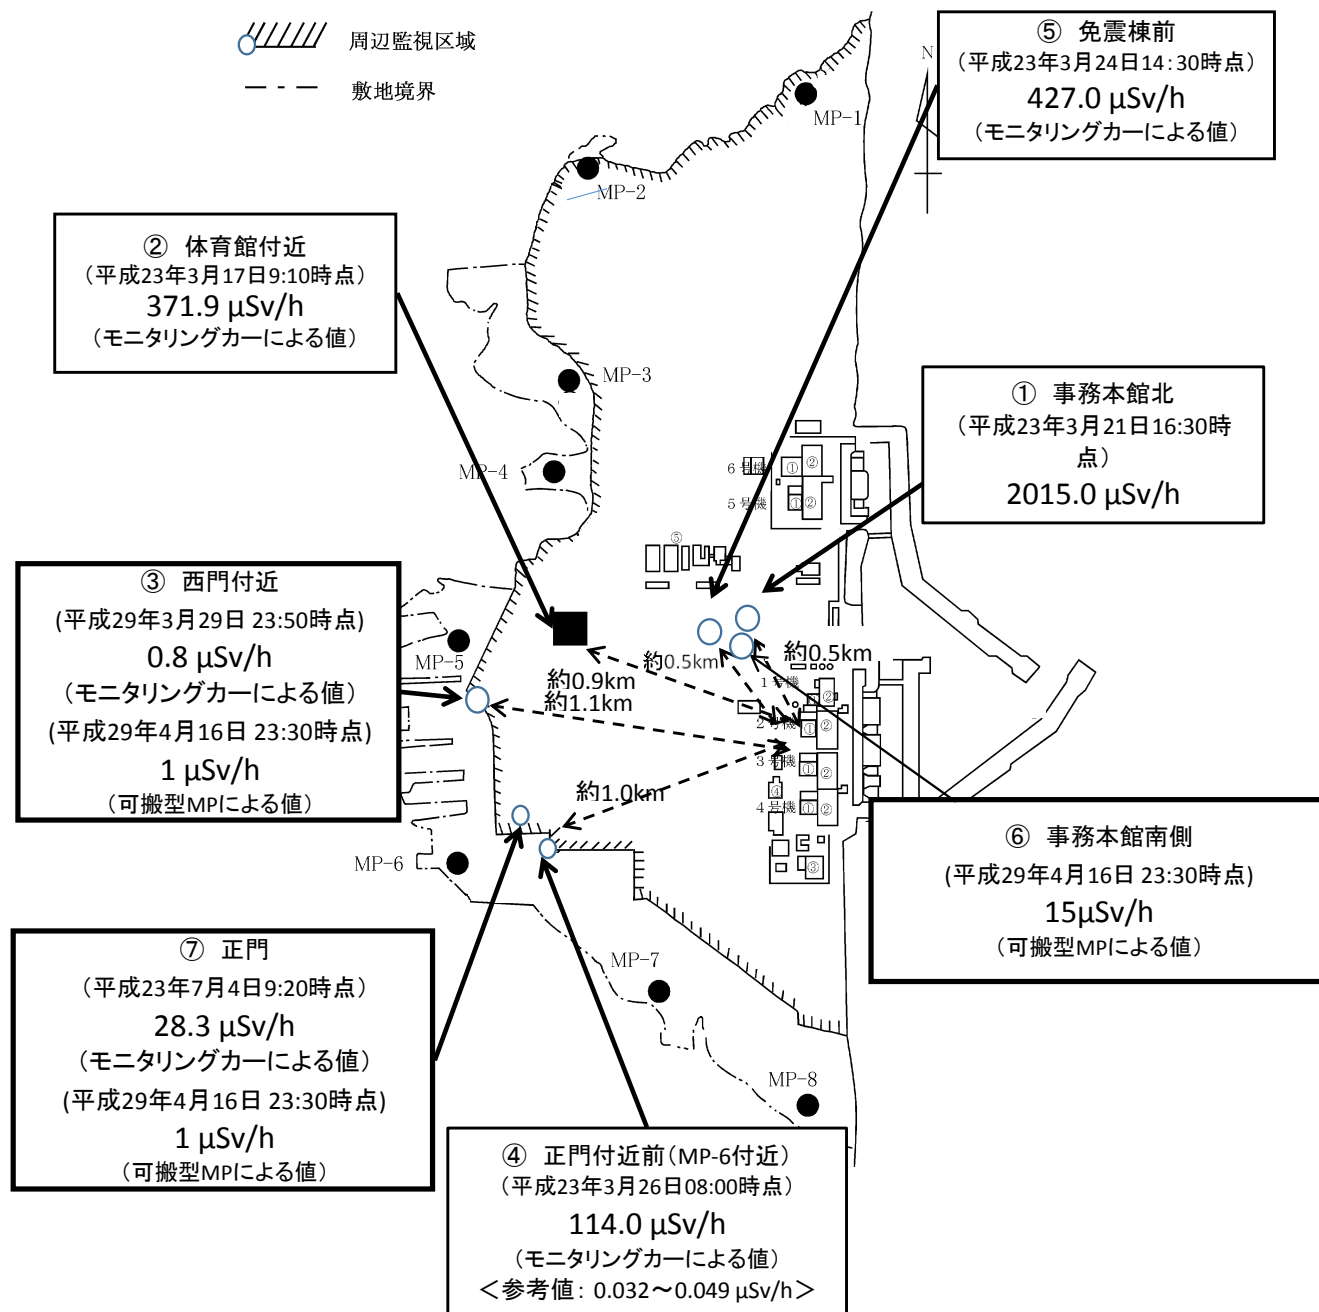 周辺監視区域
敷地境界
⑤ 免震棟前
（平成23年3月24日14：30時点）
427.0 μSv/h
（モニタリングカーによる値）
N
MP-1
MP-2
② 体育館付近
（平成23年3月17日9:10時点）
371.9 μSv/h
（モニタリングカーによる値）
MP-3
① 事務本館北
（平成23年3月21日16:30時
点）
2015.0 μSv/h
MP-4
6号機
①
②
5号機
①
②
⑤
③ 西門付近
(平成29年3月29日 23:50時点)
0.8 μSv/h
（モニタリングカーによる値）
(平成29年4月16日 23:30時点)
1 μSv/h
（可搬型MPによる値）
MP-5
約0.5km
約0.5km
約0.9km
約1.1km
1号機
②
2号機
①
②
3号機
①
②
約1.0km
④
4号機
①
②
③
MP-6
⑥ 事務本館南側
(平成29年4月16日 23:30時点)
15μSv/h
（可搬型MPによる値）
⑦ 正門
（平成23年7月4日9:20時点）
28.3 μSv/h
（モニタリングカーによる値）
(平成29年4月16日 23:30時点)
1 μSv/h
（可搬型MPによる値）
MP-7
MP-8
④ 正門付近前（MP-6付近）
（平成23年3月26日08:00時点）
114.0 μSv/h
（モニタリングカーによる値）
＜参考値： 0.032～0.049 μSv/h＞